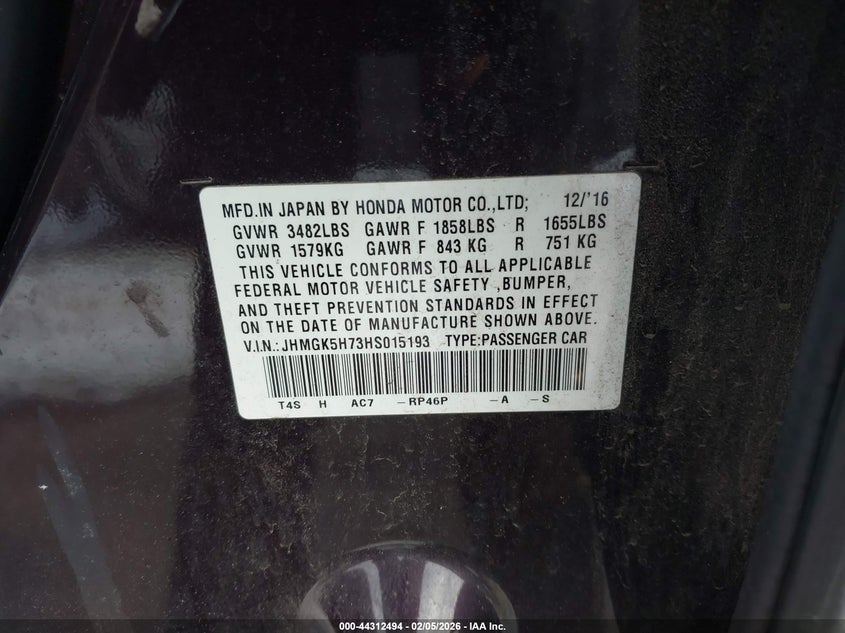 MFD.IN JAPAN BY HONDA MOTOR CO.,LTD; 12/'16
GVWR 3482LBS GAWR F 1858LBS R 1655LBS
GVWR 1579KG GAWR F 843 KG R 751 KG
THIS VEHICLE CONFORMS TO ALL APPLICABLE
FEDERAL MOTOR VEHICLE SAFETY ,BUMPER,
AND THEFT PREVENTION STANDARDS IN EFFECT
ON THE DATE OF MANUFACTURE SHOWN ABOVE.
V.I.N.: JHMGK5H73HS015193 TYPE:PASSENGER CAR
T4S H AC7 -RP46P -A -S
000-44312494 - 02/05/2026 - IAA Inc.